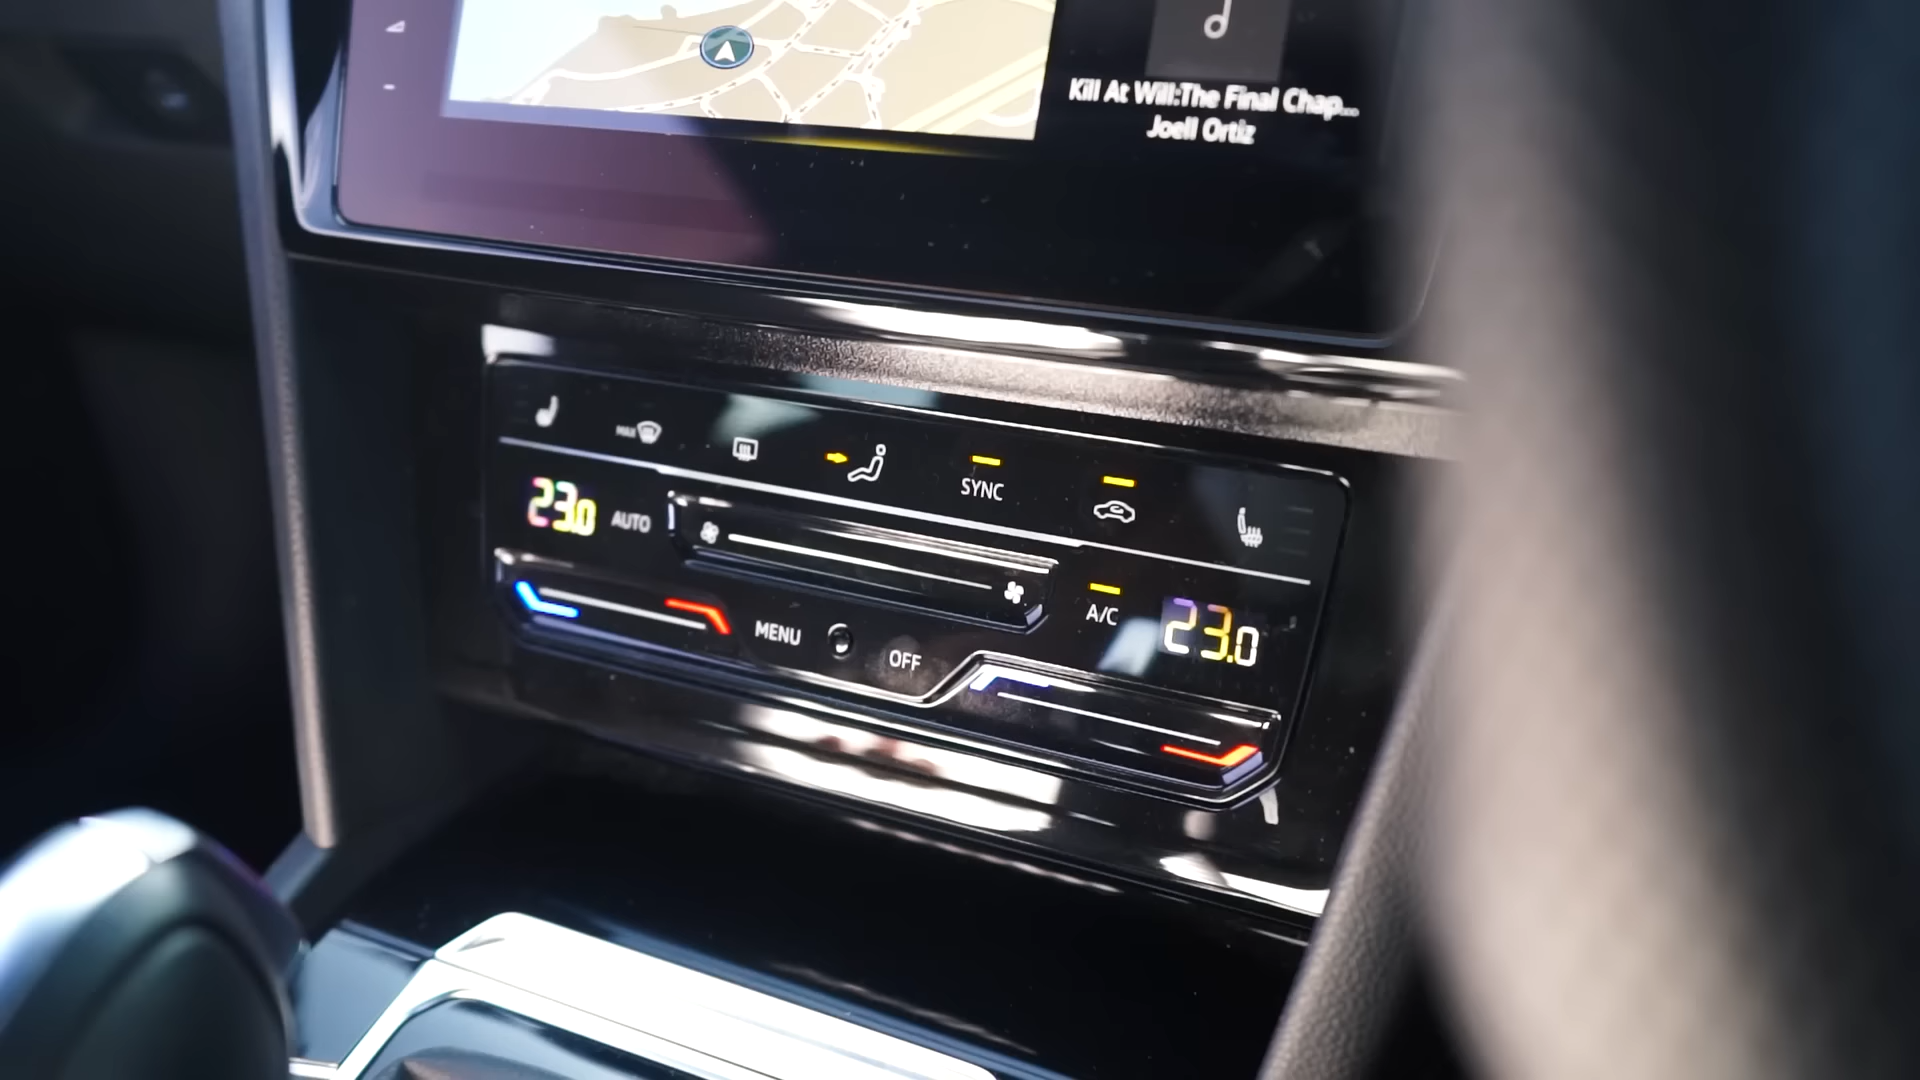 Kill At Will:The Final Chap...
Joell Ortiz
MAX
SYNC
23.0 AUTO
A/C 23.0
MENU OFF